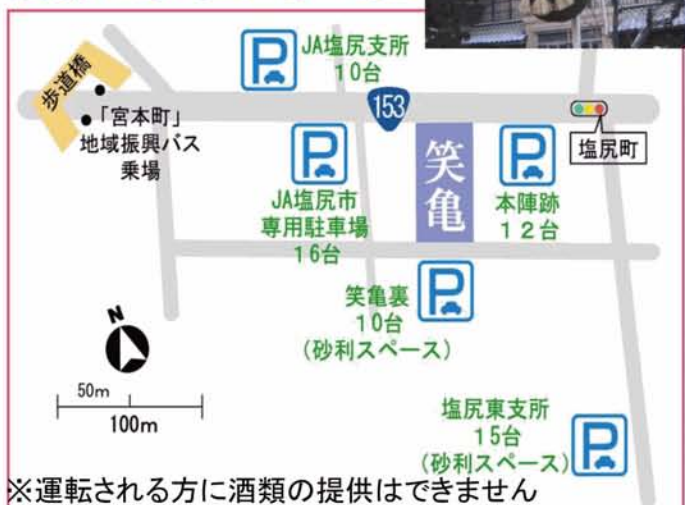 JA塩尻支所
10台
歩道橋
「宮本町」
地域振興バス
乗場
153
塩尻町
P
P
P
JA塩尻市
専用駐車場
16台
笑亀
本陣跡
12台
P
笑亀裏
10台
(砂利スペース)
N
50m
100m
塩尻東支所
15台
(砂利スペース)
P
※運転される方に酒類の提供はできません